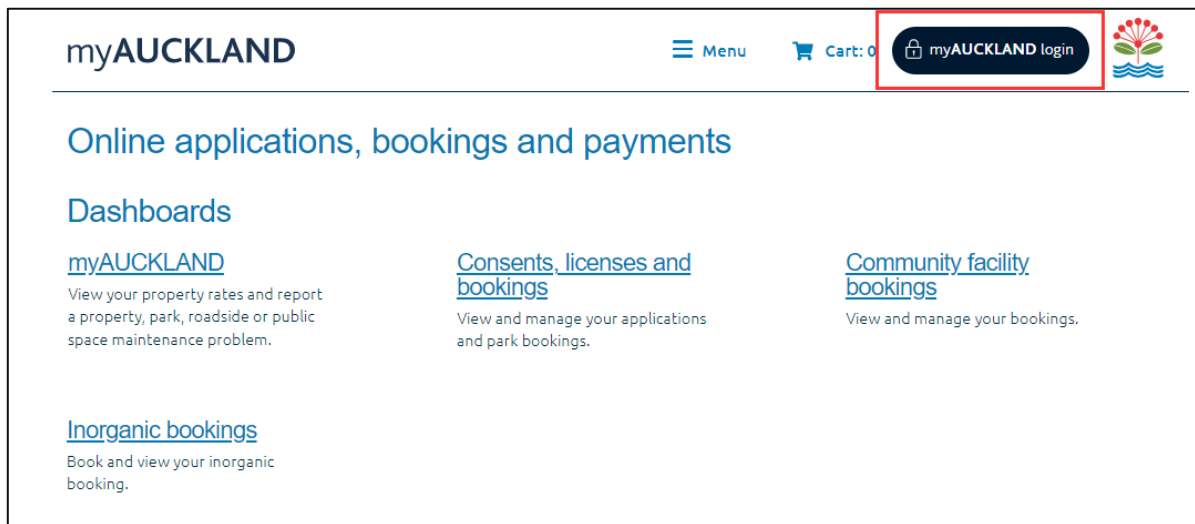 myAUCKLAND
Menu
Cart: 0
myAUCKLAND login
Online applications, bookings and payments
Dashboards
myAUCKLAND
View your property rates and report
a property, park, roadside or public
space maintenance problem.
Consents, licenses and
bookings
View and manage your applications
and park bookings.
Community facility
bookings
View and manage your bookings.
Inorganic bookings
Book and view your inorganic
booking.